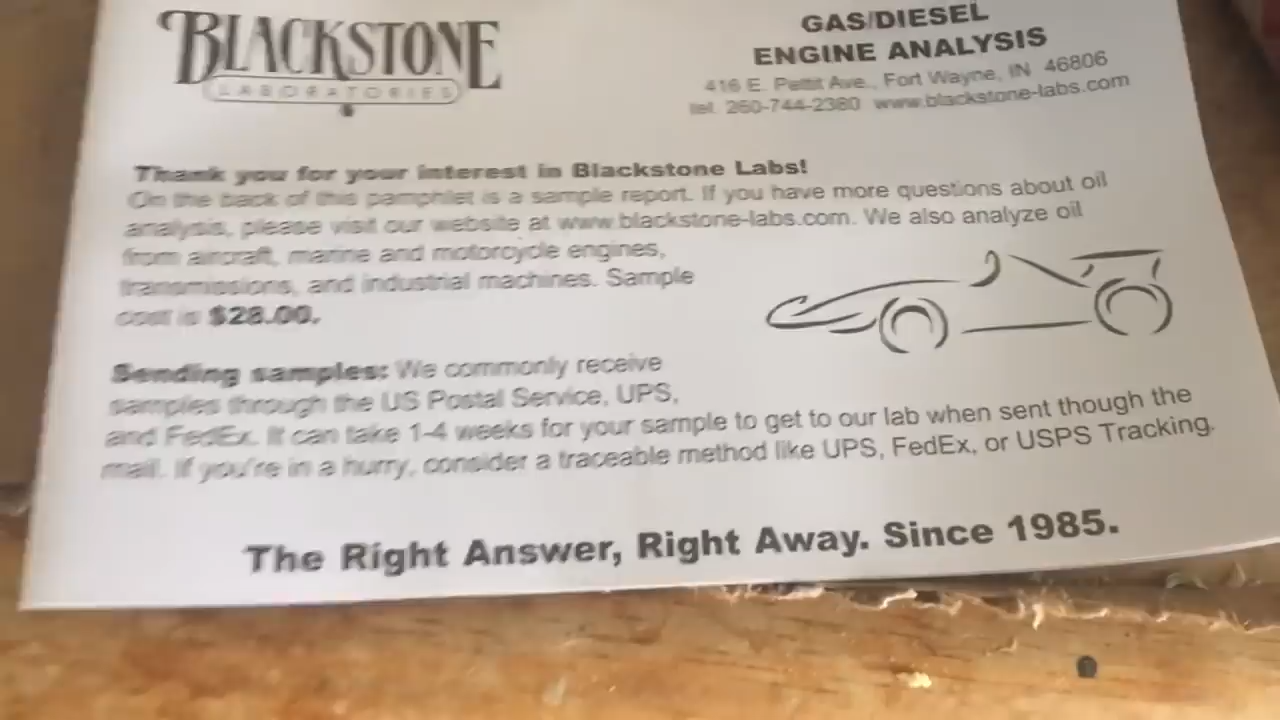 BLACKSTONE
LABORATORIES
GAS/DIESEL
ENGINE ANALYSIS
416 E. Pettit Ave., Fort Wayne, IN 46806
tel. 260-744-2380 www.blackstone-labs.com
Thank you for your interest in Blackstone Labs!
On the back of this pamphlet is a sample report. If you have more questions about oil
analysis, please visit our website at www.blackstone-labs.com. We also analyze oil
from aircraft, marine and motorcycle engines,
transmissions, and industrial machines. Sample
cost is $28.00.
Sending samples: We commonly receive
samples through the US Postal Service, UPS,
and FedEx. It can take 1-4 weeks for your sample to get to our lab when sent though the
mail. If you're in a hurry, consider a traceable method like UPS, FedEx, or USPS Tracking.
The Right Answer, Right Away. Since 1985.